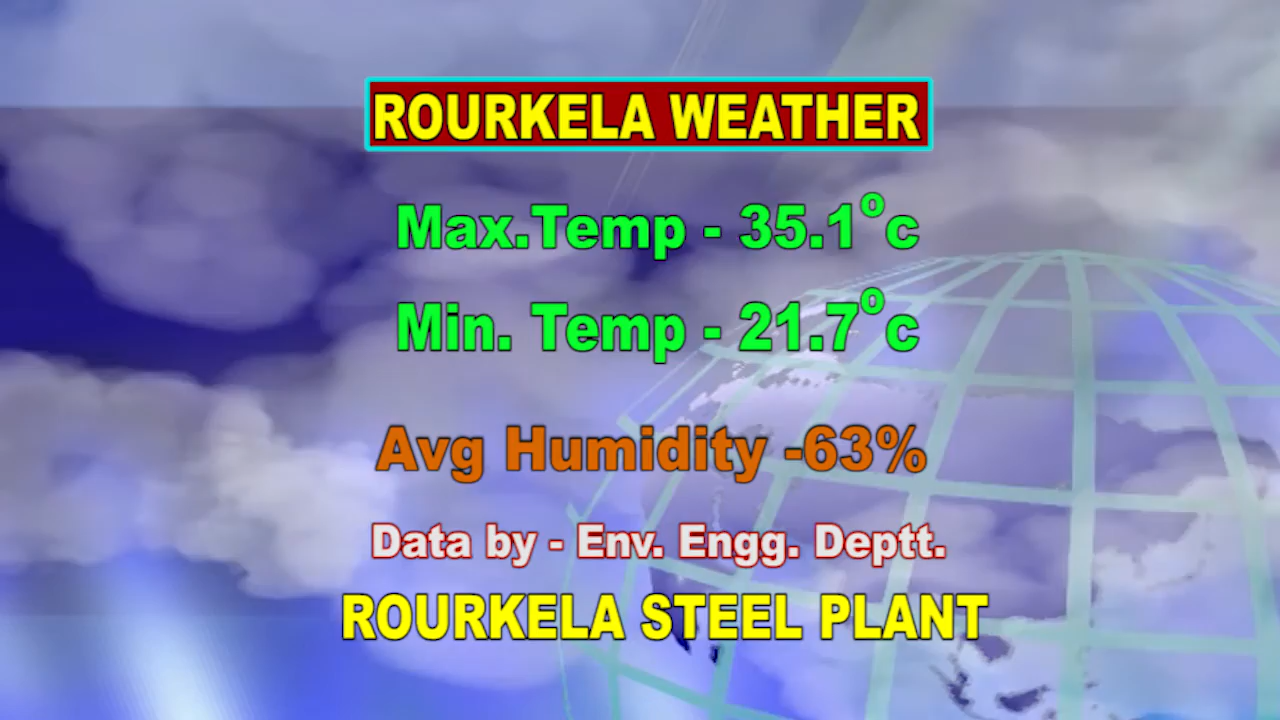 ROURKELA WEATHER
Max.Temp - 35.1°c
Min. Temp - 21.7°c
Avg Humidity -63%
Data by - Env. Engg. Deptt.
ROURKELA STEEL PLANT